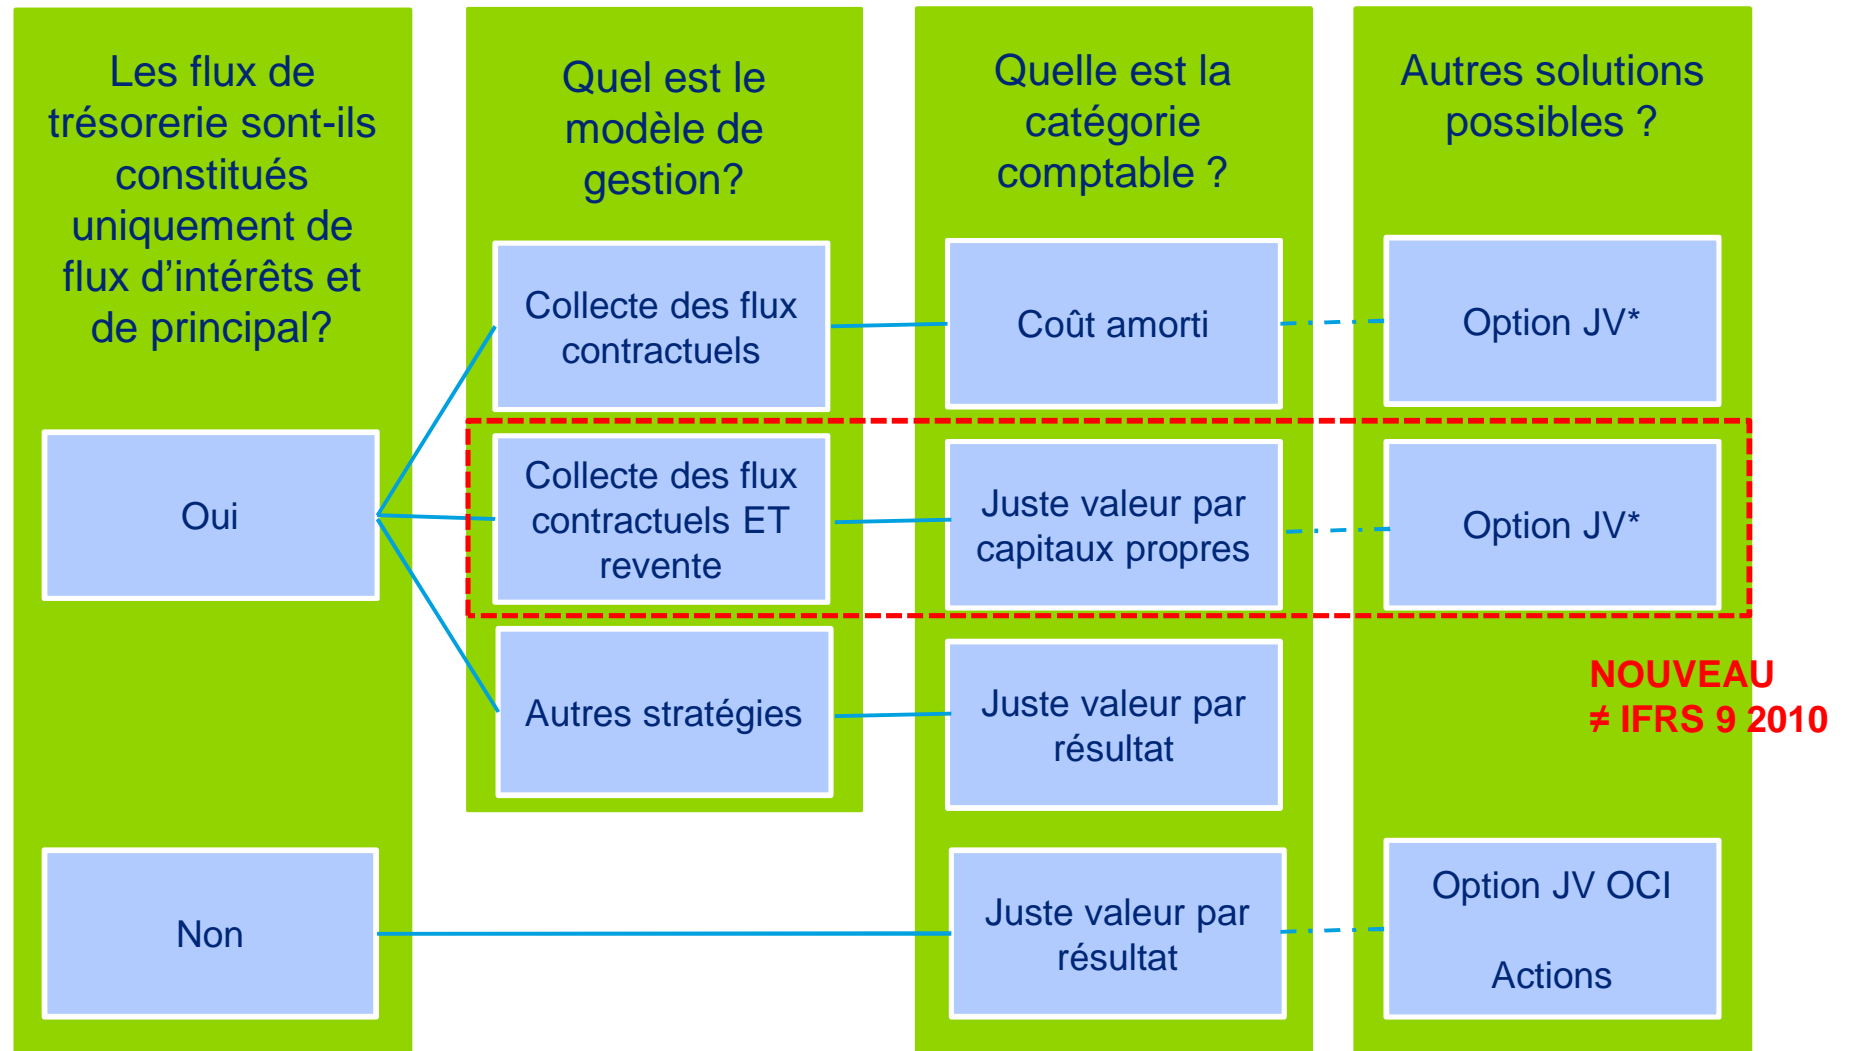 Les flux de
trésorerie sont-ils
constitués
uniquement de
flux d’intérêts et
de principal?
Oui
Non
Quel est le
modèle de
gestion?
Collecte des flux
contractuels
Collecte des flux
contractuels ET
revente
Autres stratégies
Quelle est la
catégorie
comptable ?
Coût amorti
Juste valeur par
capitaux propres
Juste valeur par
résultat
Juste valeur par
résultat
Autres solutions
possibles ?
Option JV*
Option JV*
NOUVEAU
≠ IFRS 9 2010
Option JV OCI
Actions